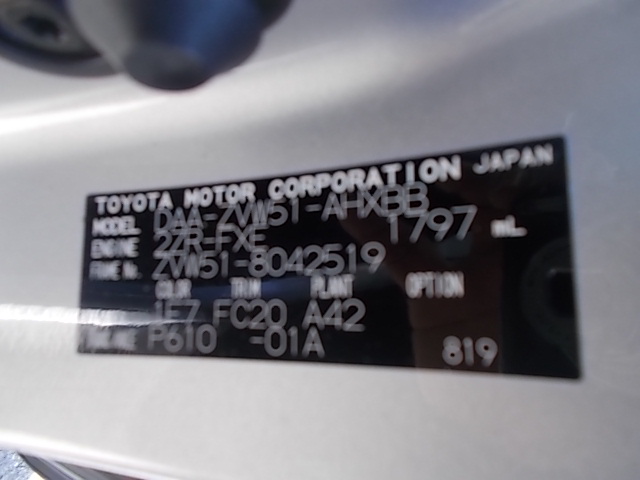 TOYOTA MOTOR CORPORATION JAPAN
MODEL DAA-ZVW51-AHXBB
ENGINE 2ZR-FXE 1797 mL
FRAME No. ZVW51-8042519
COLOR TRIM PLANT OPTION
1F7 FC20 A42
P610 -01A 819